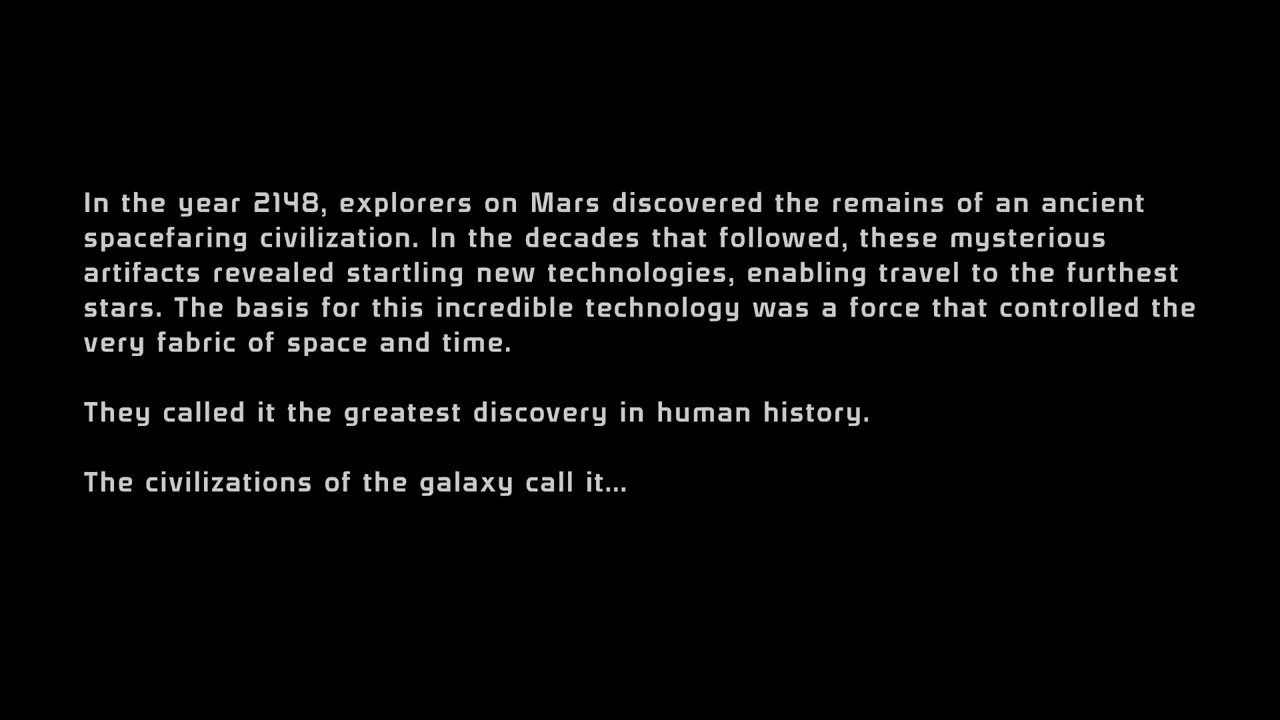 In the year 2148, explorers on Mars discovered the remains of an ancient
spacefaring civilization. In the decades that followed, these mysterious
artifacts revealed startling new technologies, enabling travel to the furthest
stars. The basis for this incredible technology was a force that controlled the
very fabric of space and time.
They called it the greatest discovery in human history.
The civilizations of the galaxy call it...